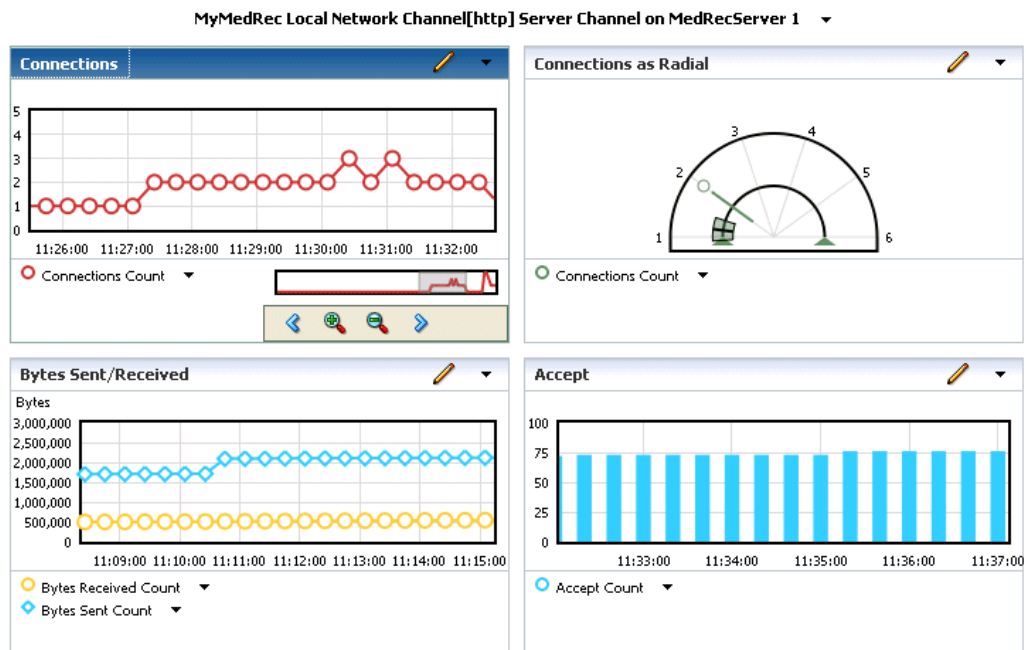 MyMedRec Local Network Channel[http] Server Channel on MedRecServer 1
Connections
5
4
3
2
1
0
11:26:00 11:27:00 11:28:00 11:29:00 11:30:00 11:31:00 11:32:00
Connections Count
Connections as Radial
1
2
3
4
5
6
Connections Count
Bytes Sent/Received
Bytes
3,000,000
2,500,000
2,000,000
1,500,000
1,000,000
500,000
0
11:09:00 11:10:00 11:11:00 11:12:00 11:13:00 11:14:00 11:15:00
Bytes Received Count
Bytes Sent Count
Accept
100
75
50
25
0
11:33:00 11:34:00 11:35:00 11:36:00 11:37:00
Accept Count